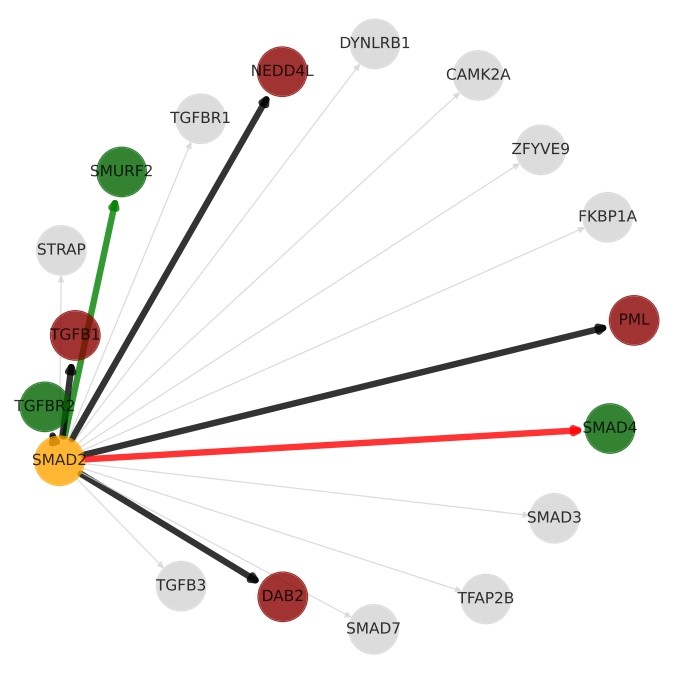 DYNLRB1
NEDD4L
CAMK2A
TGFBR1
ZFYVE9
SMURF2
FKBP1A
STRAP
PML
TGFB1
TGFBR2
SMAD4
SMAD2
SMAD3
TGFB3
DAB2
TFAP2B
SMAD7